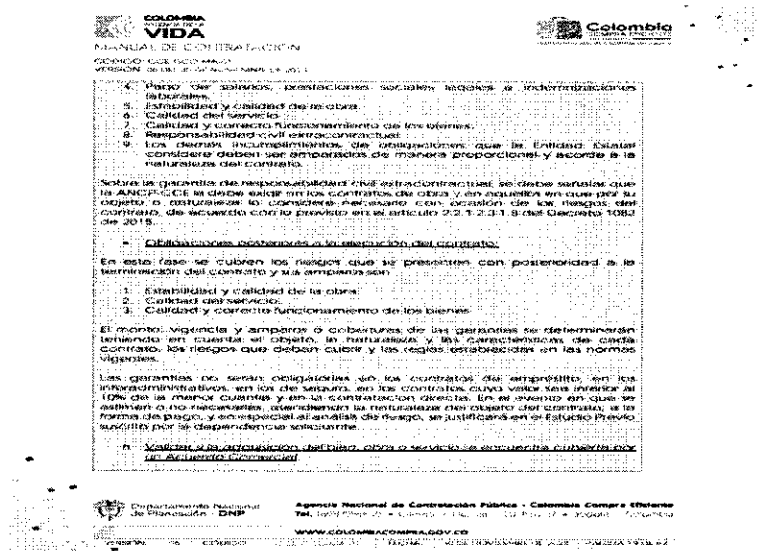 COLOMBIA
VIDA
Colombia
MANUAL DE CONTRATACIÓN
4. Pago de salarios, prestaciones sociales legales e indemnizaciones
laborales.
5. Estabilidad y calidad de la obra.
6. Calidad del servicio.
7. Calidad y correcto funcionamiento de los bienes.
8. Responsabilidad civil extracontractual.
9. Los demás incumplimientos de obligaciones que la Entidad Estatal
considere deben ser amparados de manera proporcional y acorde a la
naturaleza del contrato.
Sobre la garantía de responsabilidad civil extracontractual, se debe señalar que
la ANCP-CCE la debe exigir en los contratos de obra y en aquellos en que por su
objeto o naturaleza lo considere necesario con ocasión de los riesgos del
contrato, de acuerdo con lo previsto en el artículo 2.2.1.2.3.1.8 del Decreto 1082
de 2015.
• Obligaciones posteriores a la ejecución del contrato:
En esta fase se cubren los riesgos que se presenten con posterioridad a la
terminación del contrato y sus amparos son:
1. Estabilidad y calidad de la obra.
2. Calidad del servicio.
3. Calidad y correcto funcionamiento de los bienes
El monto, vigencia y amparos o coberturas de las garantías se determinarán
teniendo en cuenta el objeto, la naturaleza y las características de cada
contrato, los riesgos que deban cubrir y las reglas establecidas en las normas
vigentes.
Las garantías no serán obligatorias en los contratos de empréstito, en los
interadministrativos, en los de seguro, en los contratos cuyo valor sea inferior al
10% de la menor cuantía y en la contratación directa. En el evento en que se
estimen o no necesarias, atendiendo la naturaleza del objeto del contrato, a la
forma de pago, y en especial al análisis de riesgo, se justificará en el Estudio Previo
suscrito por la dependencia solicitante.
h. Validar si la adquisición del bien, obra o servicio se encuentra cubierta por
un Acuerdo Comercial
Departamento Nacional
de Planeación - DNP
Agencia Nacional de Contratación Pública - Colombia Compra Eficiente
WWW.COLOMBIACOMPRA.GOV.CO